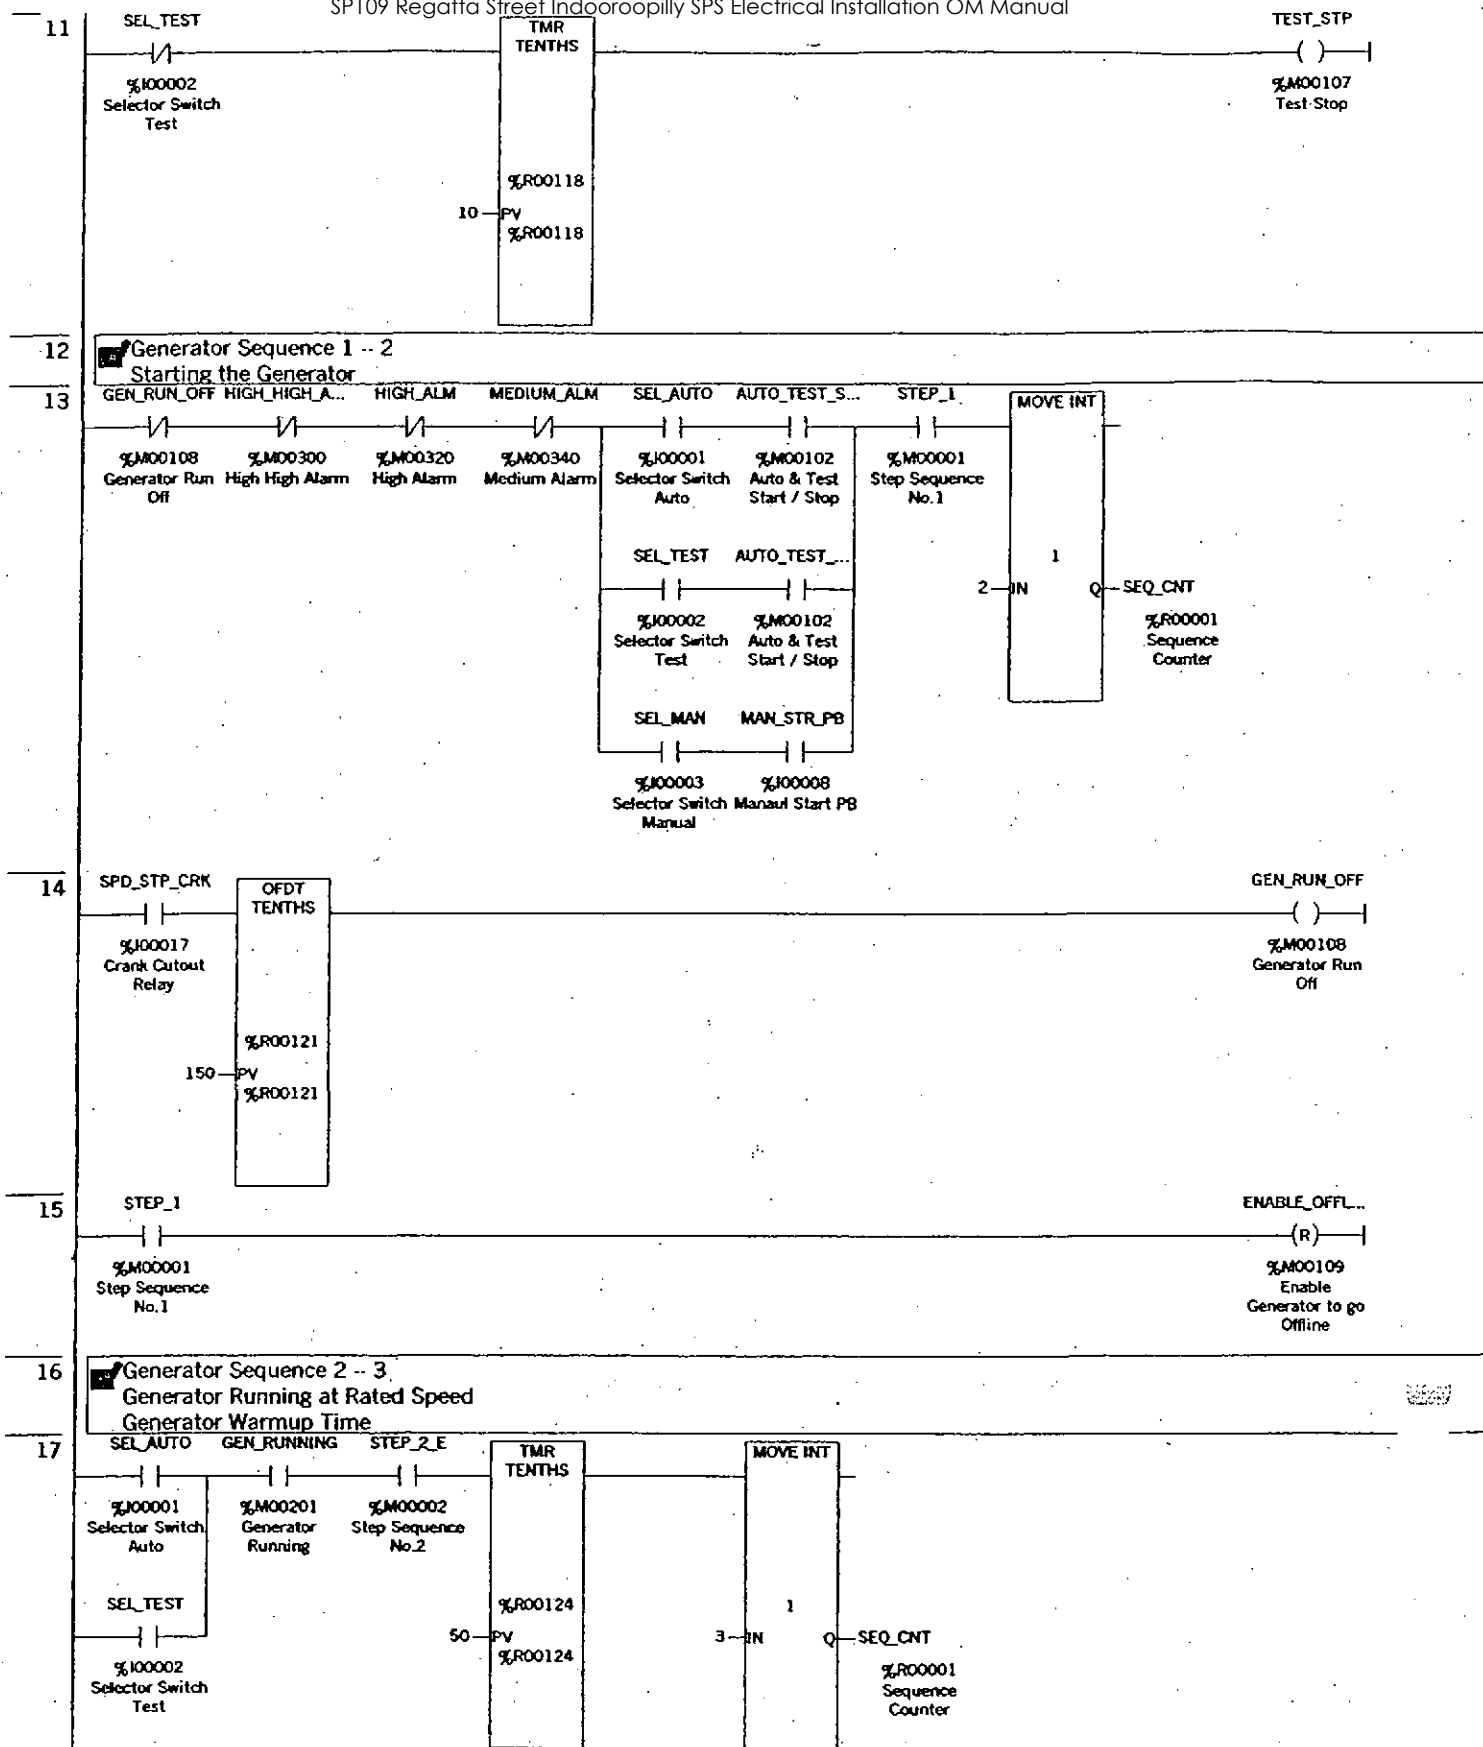 SP109 Regatta Street Indooroopilly SPS Electrical Installation OM Manual
11
SEL_TEST
TMR
TENTHS
TEST_STP
%I00002
Selector Switch
Test
%M00107
Test Stop
%R00118
10
PV
%R00118
12
Generator Sequence 1 -- 2
Starting the Generator
13
GEN_RUN_OFF HIGH_HIGH_A... HIGH_ALM MEDIUM_ALM SEL_AUTO AUTO_TEST_S... STEP_1
MOVE INT
%M00108 %M00300 %M00320 %M00340 %I00001 %M00102 %M00001
Generator Run High High Alarm High Alarm Medium Alarm Selector Switch Auto & Test Step Sequence
Off Auto Start / Stop No.1
SEL_TEST AUTO_TEST_...
1
2 IN Q SEQ_CNT
%I00002 %M00102 %R00001
Selector Switch Auto & Test Sequence
Test Start / Stop Counter
SEL_MAN MAN_STR_PB
%I00003 %I00008
Selector Switch Manaul Start PB
Manual
14
SPD_STP_CRK
OFDT
TENTHS
GEN_RUN_OFF
%I00017
Crank Cutout
Relay
%M00108
Generator Run
Off
%R00121
150
PV
%R00121
15
STEP_1
ENABLE_OFFL...
(R)
%M00001
Step Sequence
No.1
%M00109
Enable
Generator to go
Offline
16
Generator Sequence 2 -- 3
Generator Running at Rated Speed
Generator Warmup Time
17
SEL_AUTO GEN_RUNNING STEP_2_E
TMR
TENTHS
MOVE INT
%I00001 %M00201 %M00002
Selector Switch Generator Step Sequence
Auto Running No.2
SEL_TEST
%R00124
1
50
PV
%R00124
3 IN Q SEQ_CNT
%I00002
Selector Switch
Test
%R00001
Sequence
Counter